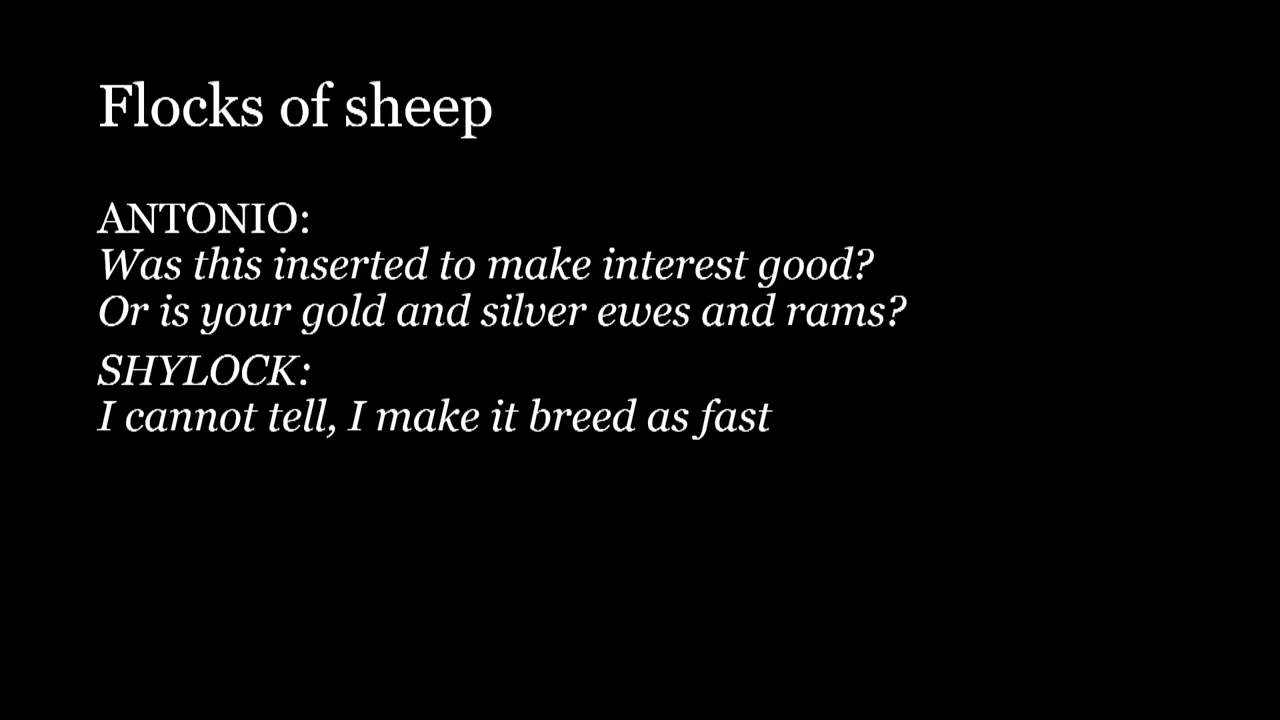 Flocks of sheep
ANTONIO:
Was this inserted to make interest good?
Or is your gold and silver ewes and rams?
SHYLOCK:
I cannot tell, I make it breed as fast